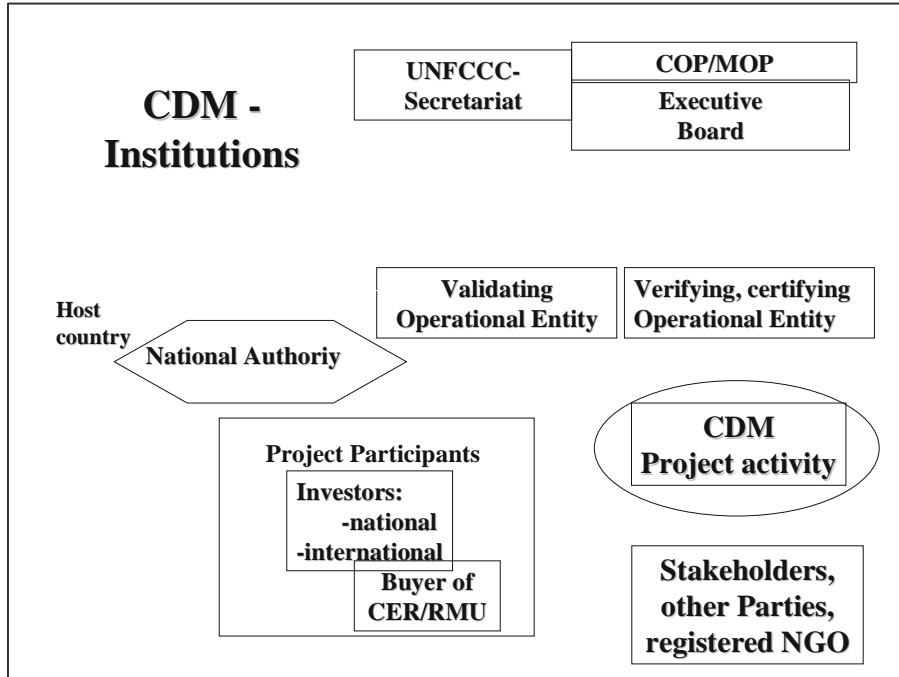 CDM -
Institutions
UNFCCC-
Secretariat
COP/MOP
Executive
Board
Validating
Operational Entity
Verifying, certifying
Operational Entity
Host
country
National Authoriy
Project Participants
Investors:
-national
-international
Buyer of
CER/RMU
CDM
Project activity
Stakeholders,
other Parties,
registered NGO